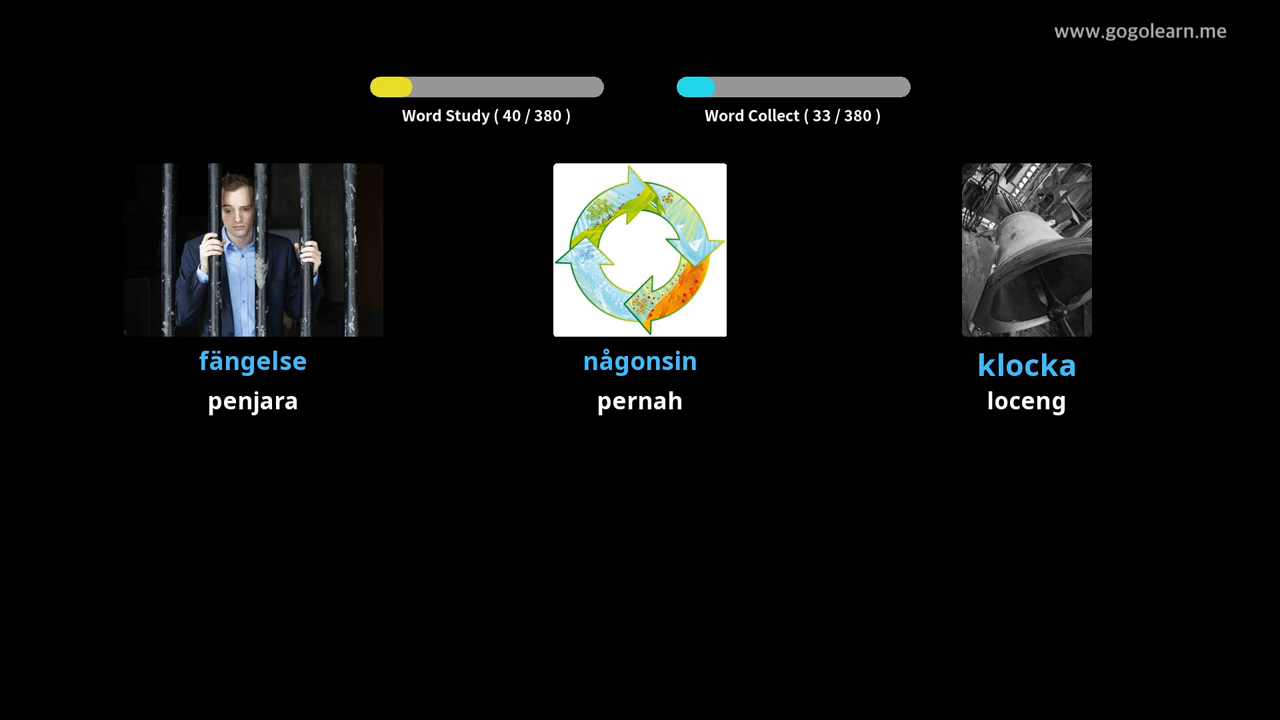 www.gogolearn.me
Word Study ( 40 / 380 )
Word Collect ( 33 / 380 )
fängelse
penjara
någonsin
pernah
klocka
loceng